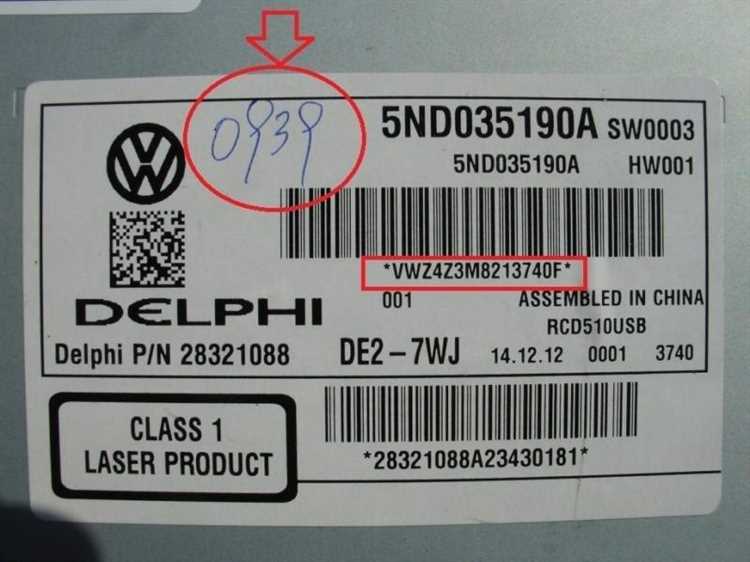 0939
5ND035190A SW0003
5ND035190A HW001
VW
*VWZ4Z3M8213740F*
001 ASSEMBLED IN CHINA
DELPHI
RCD510USB
Delphi P/N 28321088 DE2-7WJ 14.12.12 0001 3740
CLASS 1
LASER PRODUCT
*28321088A23430181*